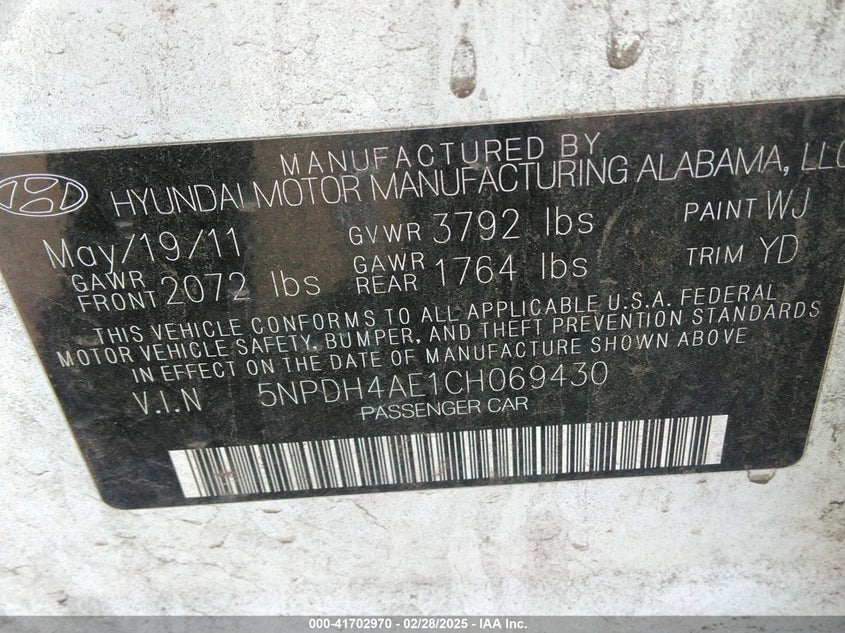 MANUFACTURED BY
HYUNDAI MOTOR MANUFACTURING ALABAMA, LLC
May/19/11 GVWR 3792 lbs PAINT WJ
GAWR FRONT 2072 lbs GAWR REAR 1764 lbs TRIM YD
THIS VEHICLE CONFORMS TO ALL APPLICABLE U.S.A. FEDERAL
MOTOR VEHICLE SAFETY, BUMPER, AND THEFT PREVENTION STANDARDS
IN EFFECT ON THE DATE OF MANUFACTURE SHOWN ABOVE
V.I.N 5NPDH4AE1CH069430
PASSENGER CAR
000-41702970 - 02/28/2025 - IAA Inc.